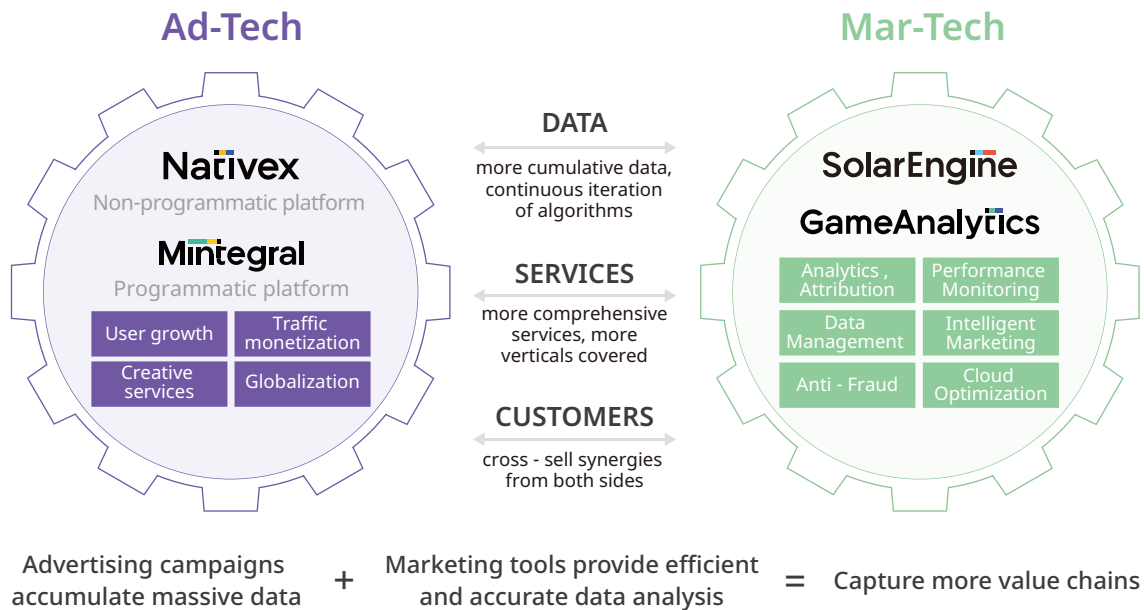 Ad-Tech
Nativex
Non-programmatic platform
Mintegral
Programmatic platform
User growth
Traffic
monetization
Creative
services
Globalization
DATA
more cumulative data,
continuous iteration
of algorithms
SERVICES
more comprehensive
services, more
verticals covered
CUSTOMERS
cross - sell synergies
from both sides
Mar-Tech
SolarEngine
GameAnalytics
Analytics ,
Attribution
Performance
Monitoring
Data
Management
Intelligent
Marketing
Anti - Fraud
Cloud
Optimization
Advertising campaigns
accumulate massive data
+
Marketing tools provide efficient
and accurate data analysis
=
Capture more value chains